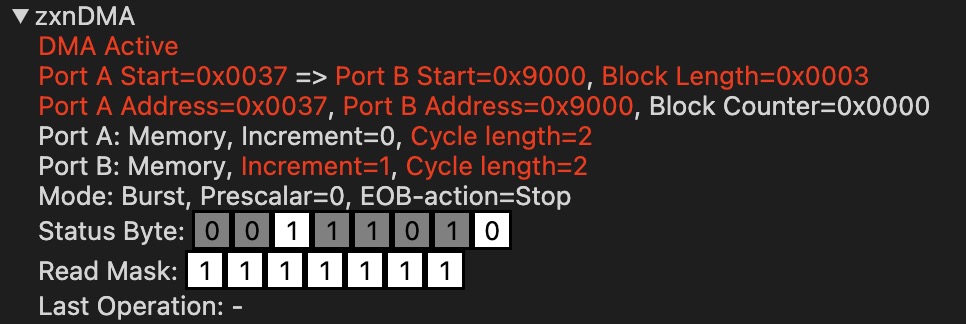 ▼ zxnDMA
DMA Active
Port A Start=0x0037 => Port B Start=0x9000, Block Length=0x0003
Port A Address=0x0037, Port B Address=0x9000, Block Counter=0x0000
Port A: Memory, Increment=0, Cycle length=2
Port B: Memory, Increment=1, Cycle length=2
Mode: Burst, Prescalar=0, EOB-action=Stop
Status Byte: 0 0 1 1 1 0 1 0
Read Mask: 1 1 1 1 1 1 1
Last Operation: -